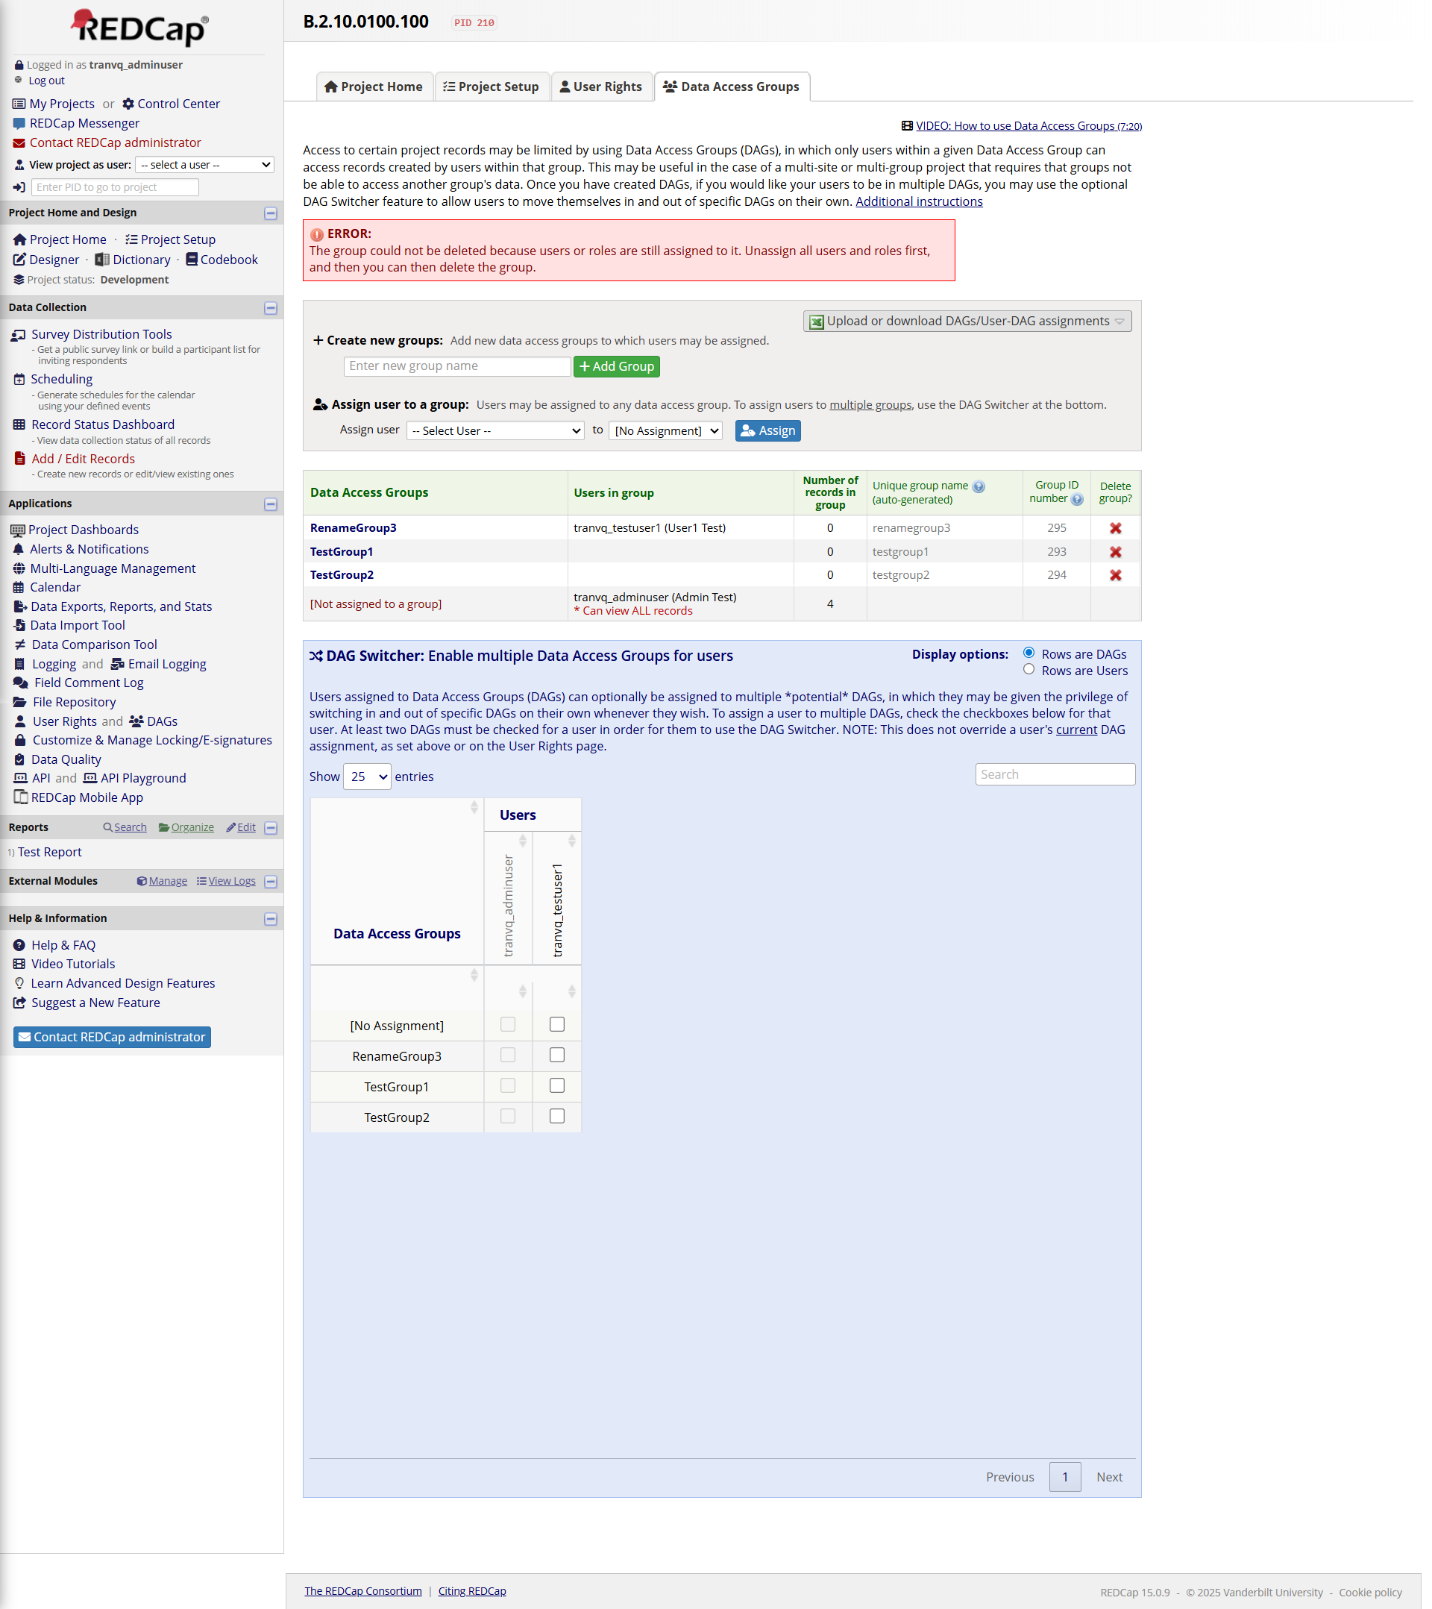 REDCap®
Logged in as tranvq_adminuser
Log out
My Projects or Control Center
REDCap Messenger
Contact REDCap administrator
View project as user: -- select a user --
Enter PID to go to project
Project Home and Design
Project Home · Project Setup
Designer · Dictionary · Codebook
Project status: Development
Data Collection
Survey Distribution Tools
- Get a public survey link or build a participant list for
inviting respondents
Scheduling
- Generate schedules for the calendar
using your defined events
Record Status Dashboard
- View data collection status of all records
Add / Edit Records
- Create new records or edit/view existing ones
Applications
Project Dashboards
Alerts & Notifications
Multi-Language Management
Calendar
Data Exports, Reports, and Stats
Data Import Tool
Data Comparison Tool
Logging and Email Logging
Field Comment Log
File Repository
User Rights and DAGs
Customize & Manage Locking/E-signatures
Data Quality
API and API Playground
REDCap Mobile App
Reports Search Organize Edit
1) Test Report
External Modules Manage View Logs
Help & Information
Help & FAQ
Video Tutorials
Learn Advanced Design Features
Suggest a New Feature
Contact REDCap administrator
B.2.10.0100.100 PID 210
Project Home Project Setup User Rights Data Access Groups
VIDEO: How to use Data Access Groups (7:20)
Access to certain project records may be limited by using Data Access Groups (DAGs), in which only users within a given Data Access Group can
access records created by users within that group. This may be useful in the case of a multi-site or multi-group project that requires that groups not
be able to access another group's data. Once you have created DAGs, if you would like your users to be in multiple DAGs, you may use the optional
DAG Switcher feature to allow users to move themselves in and out of specific DAGs on their own. Additional instructions
ERROR:
The group could not be deleted because users or roles are still assigned to it. Unassign all users and roles first,
and then you can then delete the group.
Upload or download DAGs/User-DAG assignments
Create new groups: Add new data access groups to which users may be assigned.
Enter new group name + Add Group
Assign user to a group: Users may be assigned to any data access group. To assign users to multiple groups, use the DAG Switcher at the bottom.
Assign user -- Select User -- to [No Assignment] Assign
Data Access Groups Users in group Number of records in group Unique group name (auto-generated) Group ID number Delete group?
RenameGroup3 tranvq_testuser1 (User1 Test) 0 renamegroup3 295
TestGroup1 0 testgroup1 293
TestGroup2 0 testgroup2 294
[Not assigned to a group] tranvq_adminuser (Admin Test) 4
* Can view ALL records
DAG Switcher: Enable multiple Data Access Groups for users
Display options: Rows are DAGs
Rows are Users
Users assigned to Data Access Groups (DAGs) can optionally be assigned to multiple *potential* DAGs, in which they may be given the privilege of
switching in and out of specific DAGs on their own whenever they wish. To assign a user to multiple DAGs, check the checkboxes below for that
user. At least two DAGs must be checked for a user in order for them to use the DAG Switcher. NOTE: This does not override a user's current DAG
assignment, as set above or on the User Rights page.
Show 25 entries Search
Users
Data Access Groups tranvq_adminuser tranvq_testuser1
[No Assignment]
RenameGroup3
TestGroup1
TestGroup2
Previous 1 Next
The REDCap Consortium | Citing REDCap
REDCap 15.0.9 - © 2025 Vanderbilt University - Cookie policy